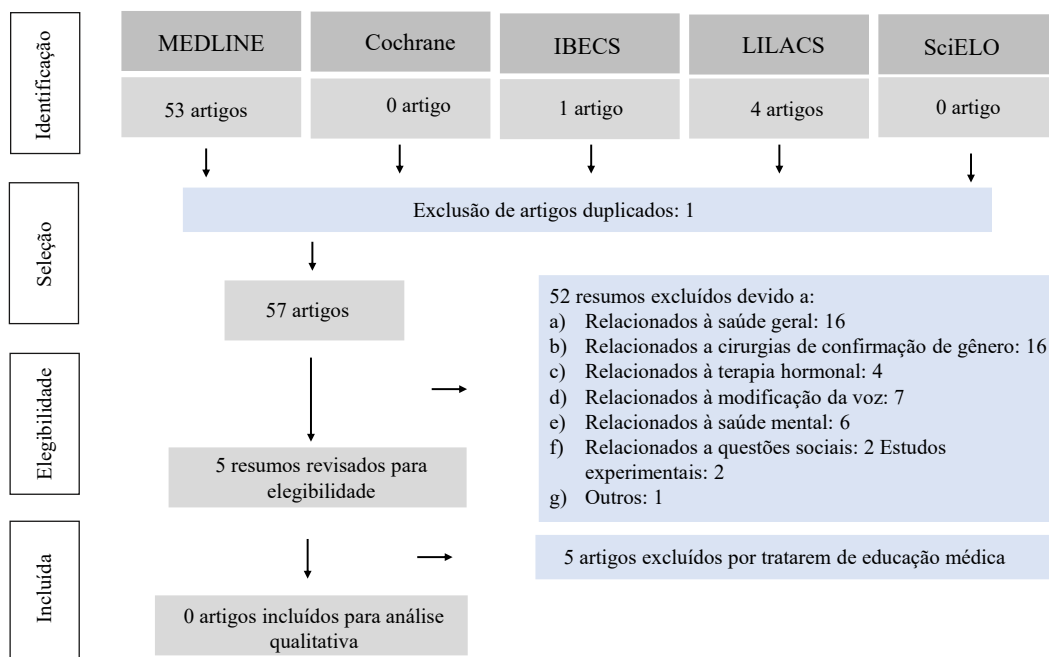 Identificação
MEDLINE
Cochrane
IBECS
LILACS
SciELO
53 artigos
0 artigo
1 artigo
4 artigos
0 artigo
Seleção
Exclusão de artigos duplicados: 1
57 artigos
Elegibilidade
52 resumos excluídos devido a:
a) Relacionados à saúde geral: 16
b) Relacionados a cirurgias de confirmação de gênero: 16
c) Relacionados à terapia hormonal: 4
d) Relacionados à modificação da voz: 7
e) Relacionados à saúde mental: 6
f) Relacionados a questões sociais: 2 Estudos
experimentais: 2
g) Outros: 1
5 resumos revisados para
elegibilidade
Incluída
5 artigos excluídos por tratarem de educação médica
0 artigos incluídos para análise
qualitativa